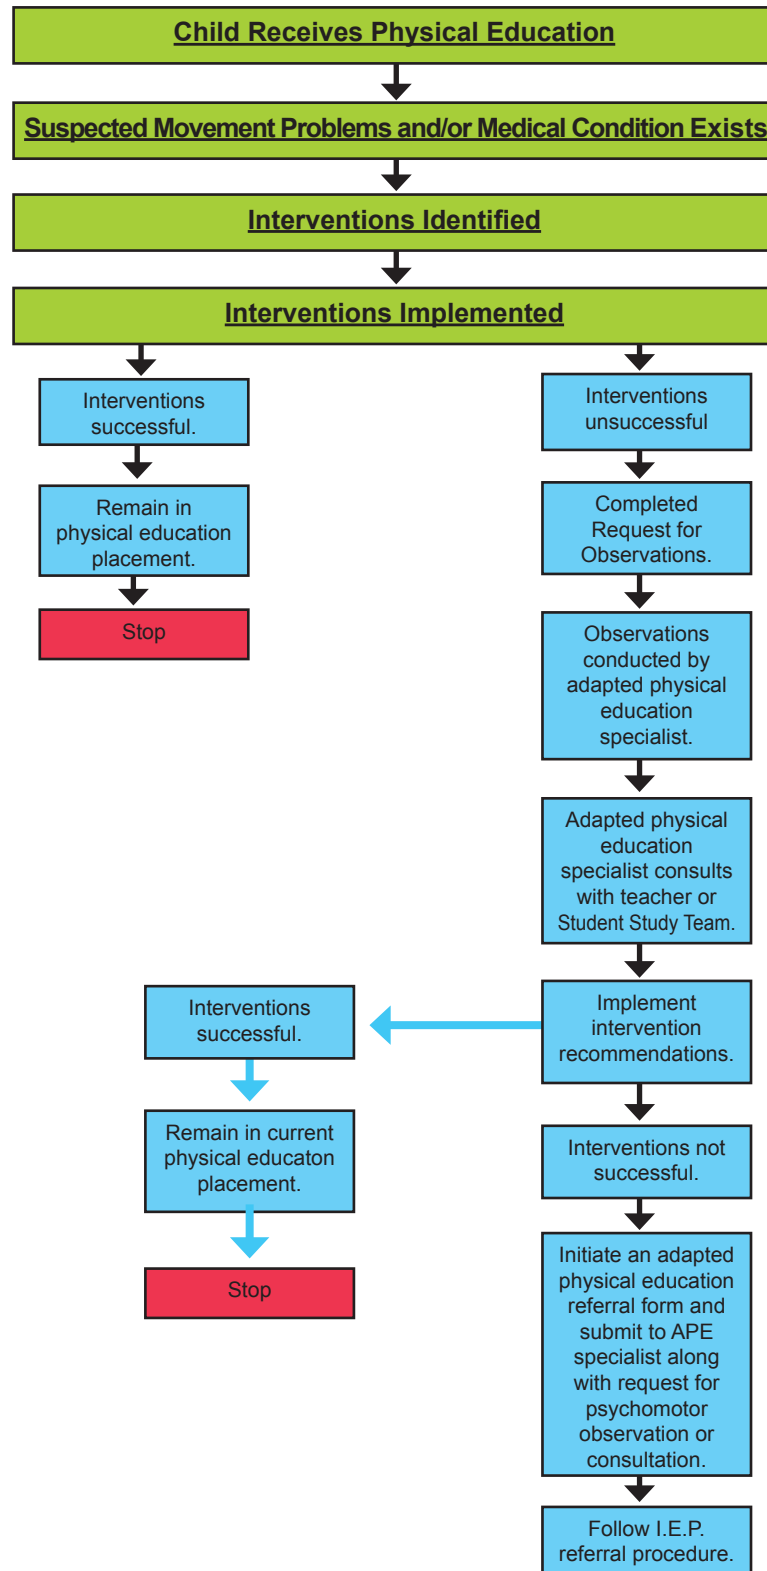 Child Receives Physical Education
Suspected Movement Problems and/or Medical Condition Exists
Interventions Identified
Interventions Implemented
Interventions
successful.
Remain in
physical education
placement.
Stop
Interventions
unsuccessful
Completed
Request for
Observations.
Observations
conducted by
adapted physical
education
specialist.
Adapted physical
education
specialist consults
with teacher or
Student Study Team.
Implement
intervention
recommendations.
Interventions
successful.
Remain in current
physical educaton
placement.
Stop
Interventions not
successful.
Initiate an adapted
physical education
referral form and
submit to APE
specialist along
with request for
psychomotor
observation or
consultation.
Follow I.E.P.
referral procedure.